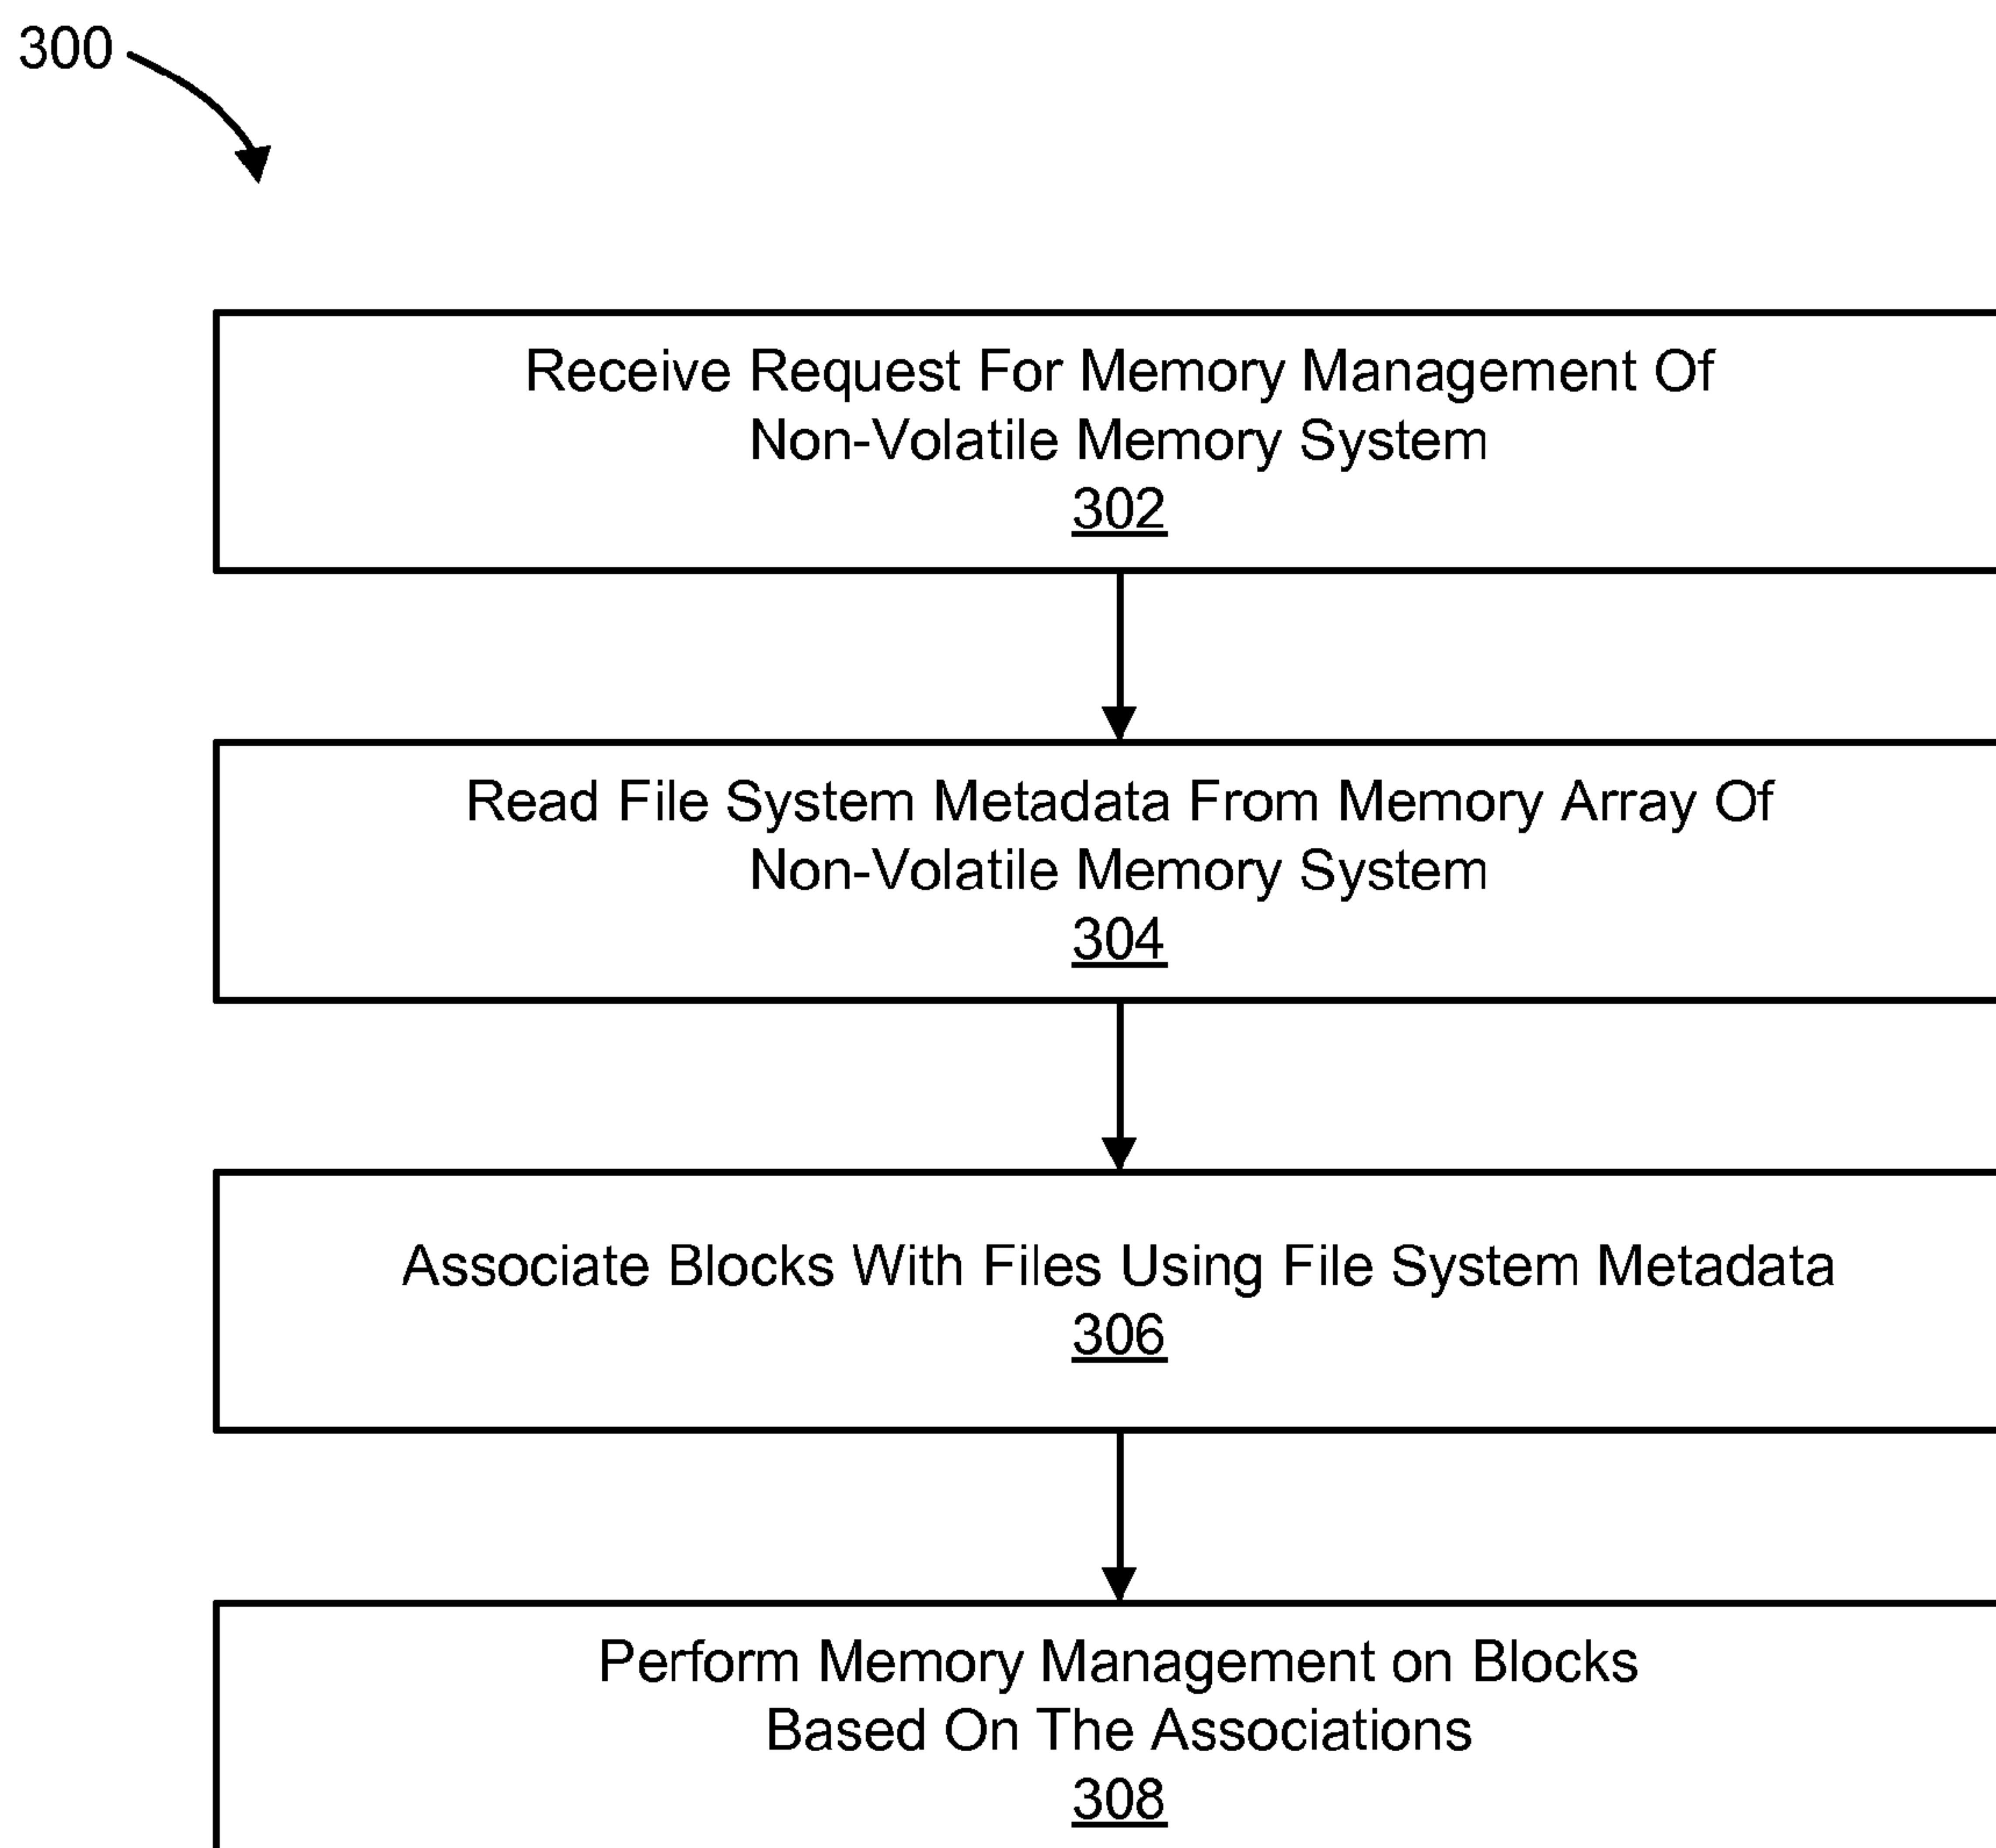 300
Receive Request For Memory Management Of
Non-Volatile Memory System
302
Read File System Metadata From Memory Array Of
Non-Volatile Memory System
304
Associate Blocks With Files Using File System Metadata
306
Perform Memory Management on Blocks
Based On The Associations
308